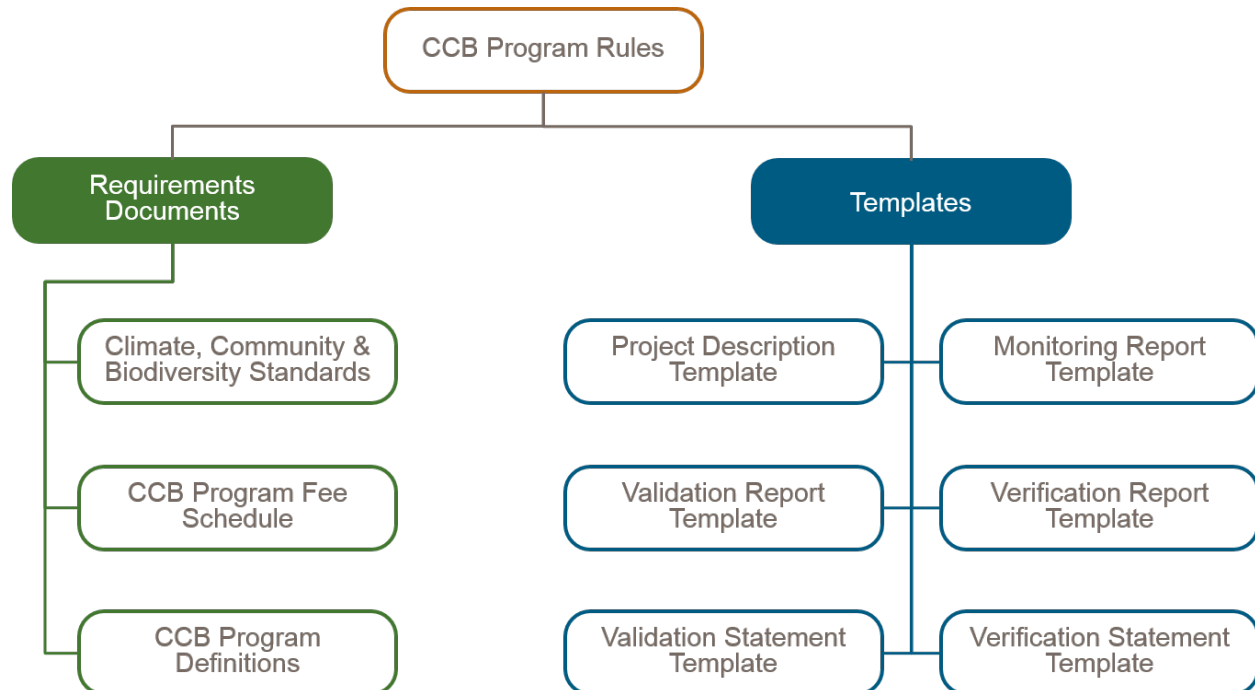 CCB Program Rules
Requirements
Documents
Templates
Climate, Community &
Biodiversity Standards
Project Description
Template
Monitoring Report
Template
CCB Program Fee
Schedule
Validation Report
Template
Verification Report
Template
CCB Program
Definitions
Validation Statement
Template
Verification Statement
Template